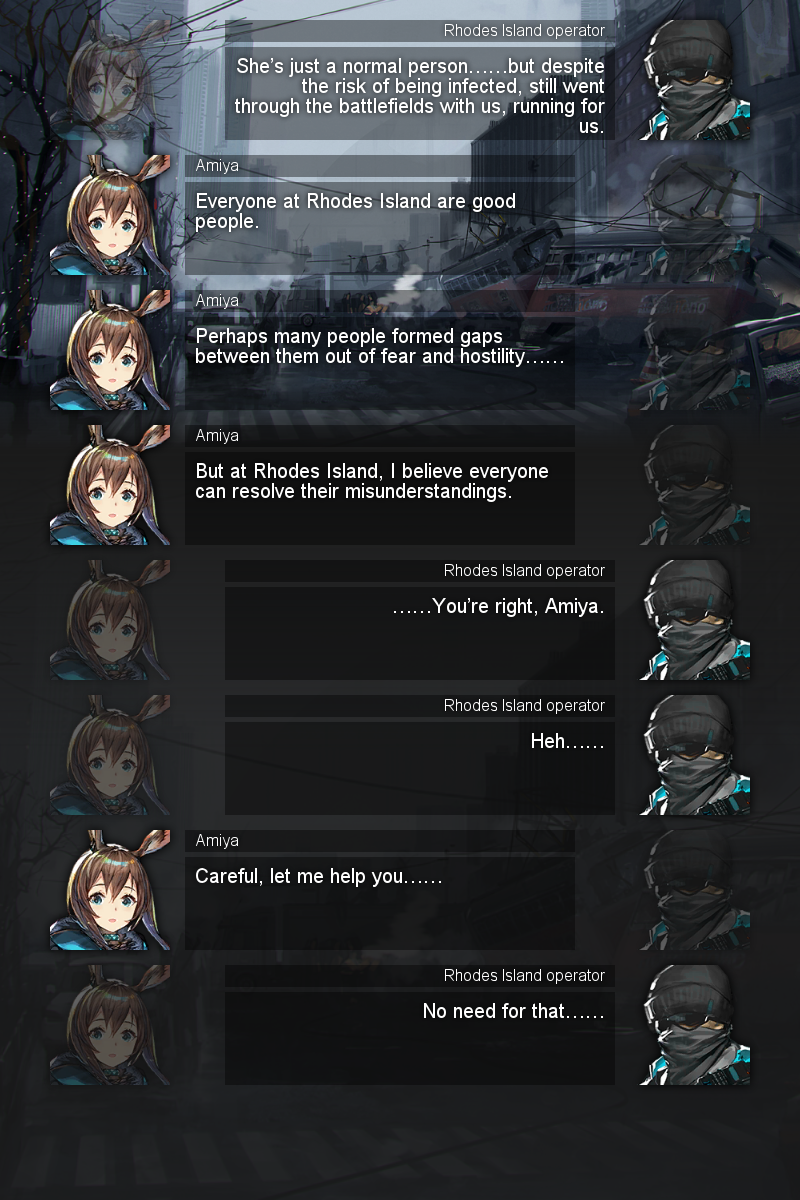 Rhodes Island operator
She's just a normal person……but despite
the risk of being infected, still went
through the battlefields with us, running for
us.
Amiya
Everyone at Rhodes Island are good
people.
Amiya
Perhaps many people formed gaps
between them out of fear and hostility……
Amiya
But at Rhodes Island, I believe everyone
can resolve their misunderstandings.
Rhodes Island operator
……You're right, Amiya.
Rhodes Island operator
Heh……
Amiya
Careful, let me help you……
Rhodes Island operator
No need for that……